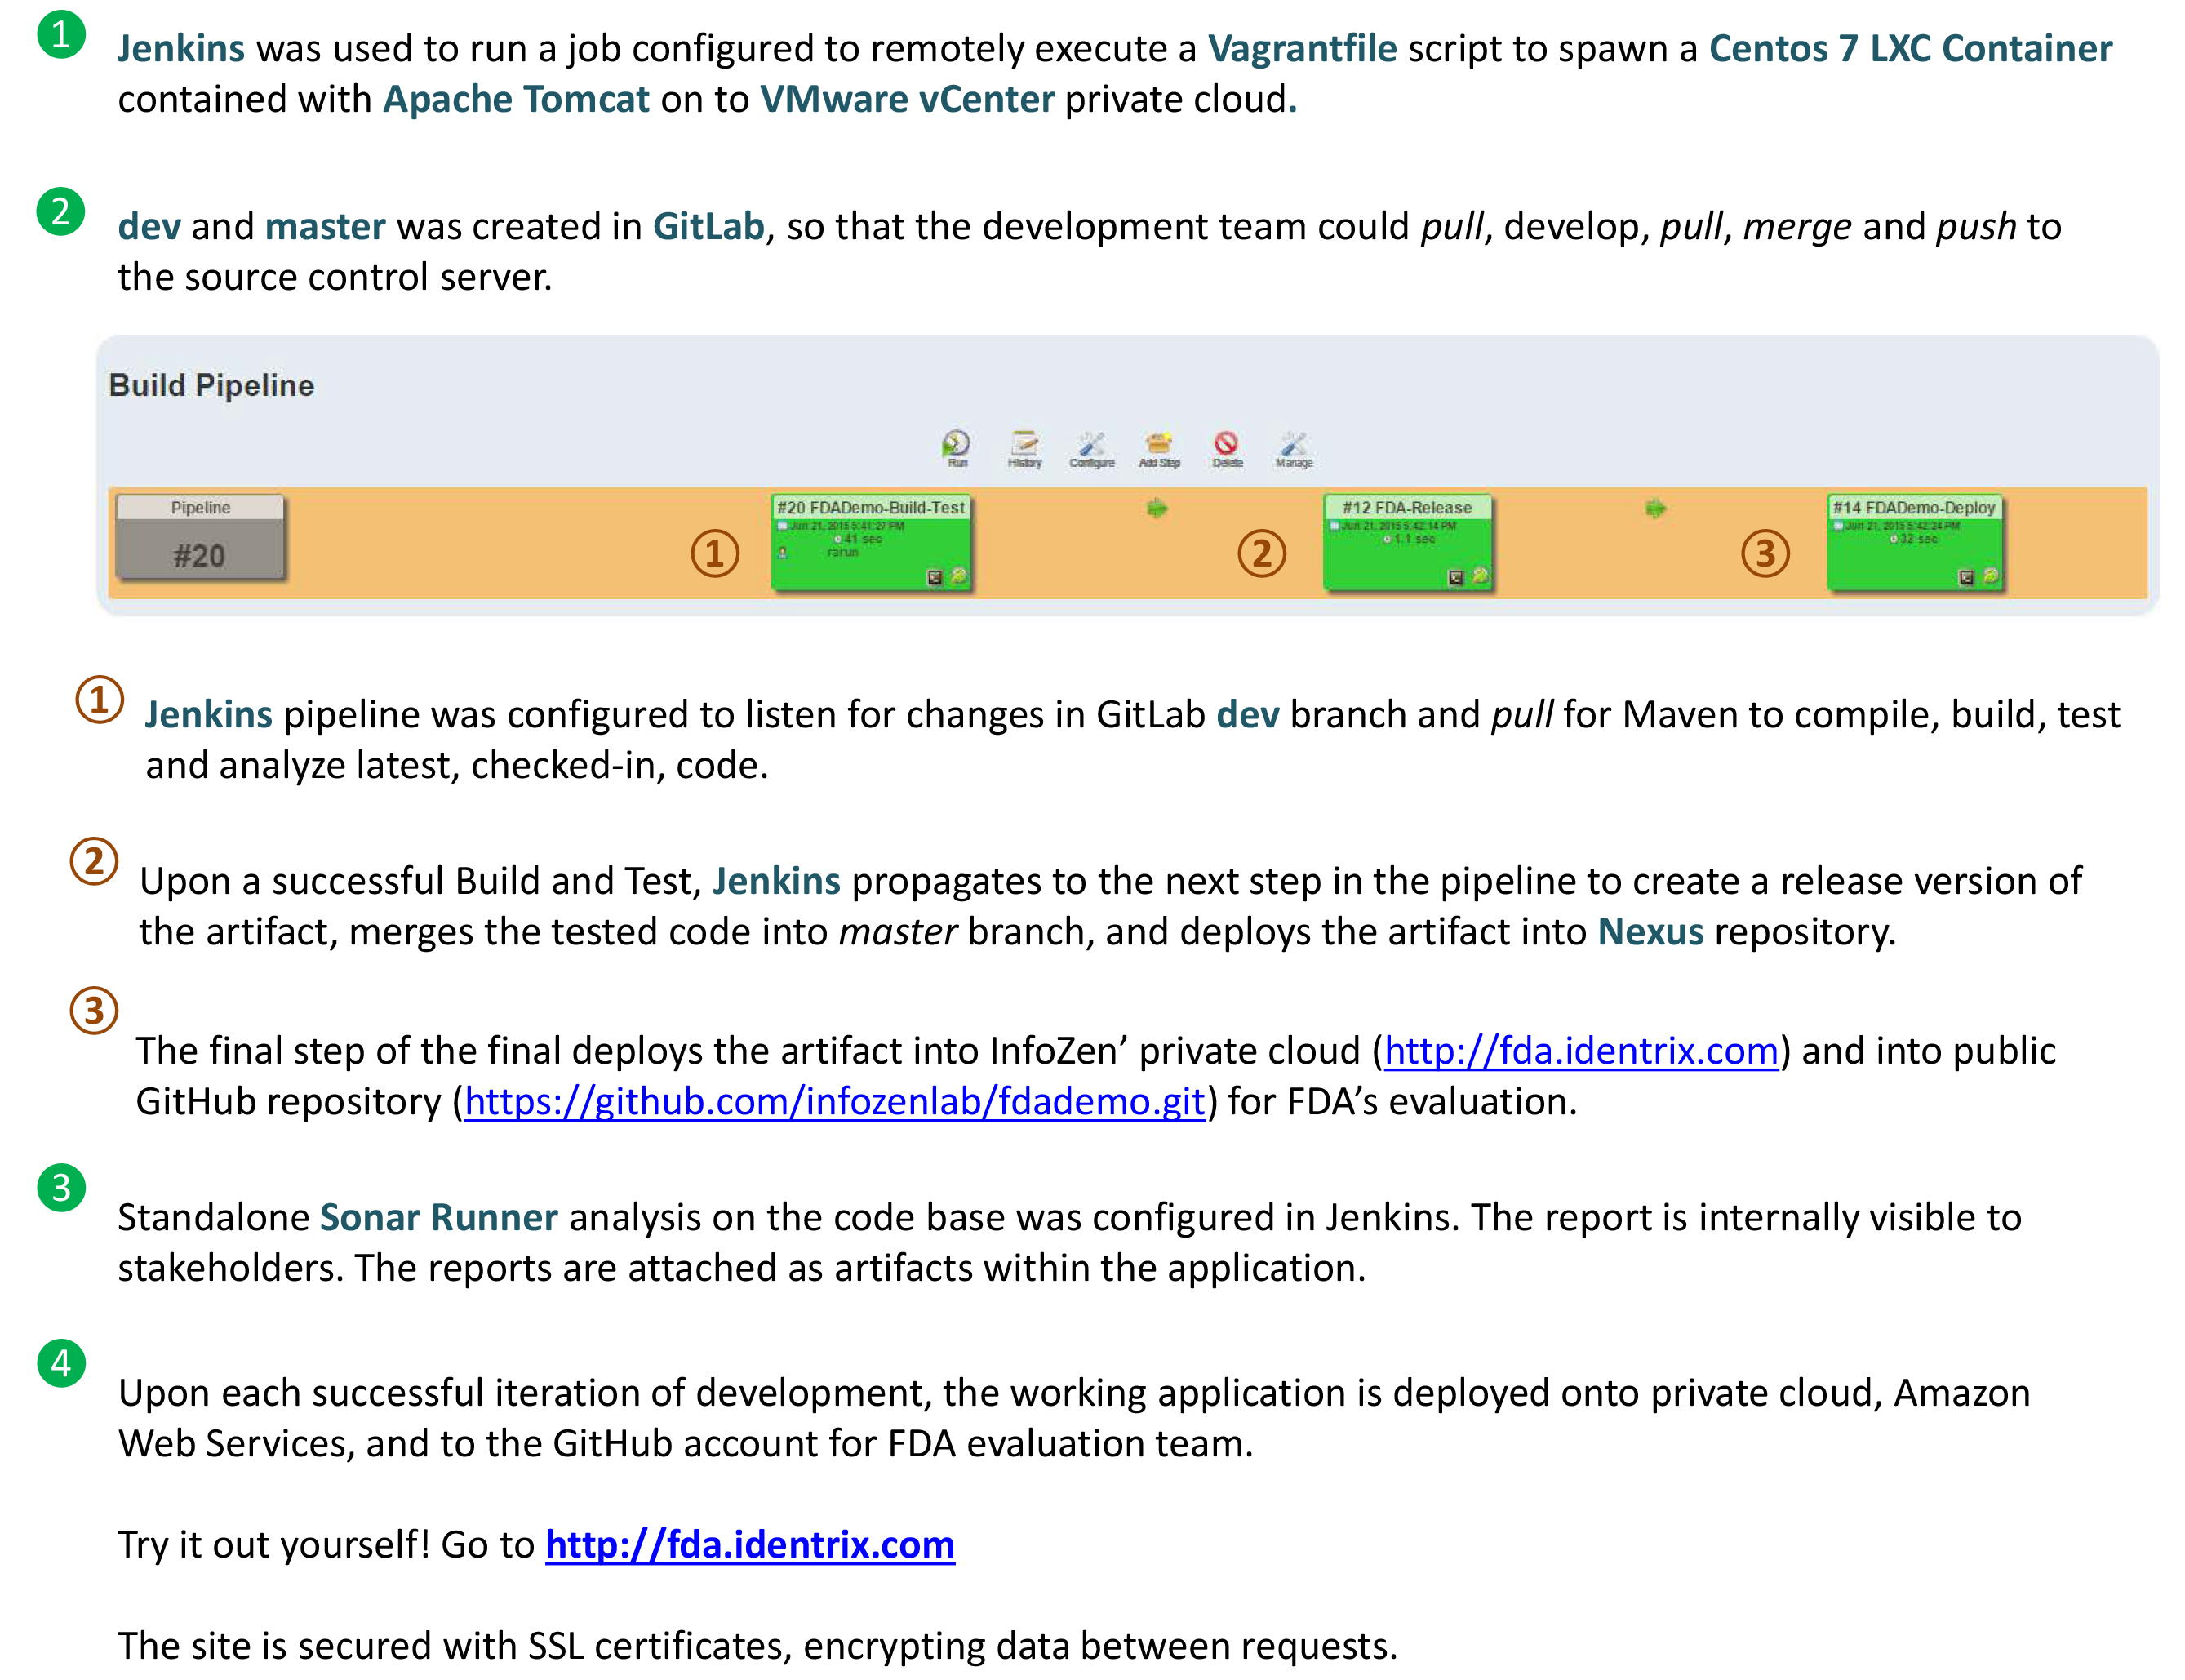 1
Jenkins was used to run a job configured to remotely execute a Vagrantfile script to spawn a Centos 7 LXC Container
contained with Apache Tomcat on to VMware vCenter private cloud.
2
dev and master was created in GitLab, so that the development team could pull, develop, pull, merge and push to
the source control server.
Build Pipeline
Run History Configure Add Step Delete Manage
Pipeline
#20
1
#20 FDADemo-Build-Test
Jun 21, 2015 5:41:27 PM
41 sec
rarun
2
#12 FDA-Release
Jun 21, 2015 5:42:14 PM
1.1 sec
3
#14 FDADemo-Deploy
Jun 21, 2015 5:42:24 PM
32 sec
1
Jenkins pipeline was configured to listen for changes in GitLab dev branch and pull for Maven to compile, build, test
and analyze latest, checked-in, code.
2
Upon a successful Build and Test, Jenkins propagates to the next step in the pipeline to create a release version of
the artifact, merges the tested code into master branch, and deploys the artifact into Nexus repository.
3
The final step of the final deploys the artifact into InfoZen’ private cloud (http://fda.identrix.com) and into public
GitHub repository (https://github.com/infozenlab/fdademo.git) for FDA’s evaluation.
3
Standalone Sonar Runner analysis on the code base was configured in Jenkins. The report is internally visible to
stakeholders. The reports are attached as artifacts within the application.
4
Upon each successful iteration of development, the working application is deployed onto private cloud, Amazon
Web Services, and to the GitHub account for FDA evaluation team.
Try it out yourself! Go to http://fda.identrix.com
The site is secured with SSL certificates, encrypting data between requests.